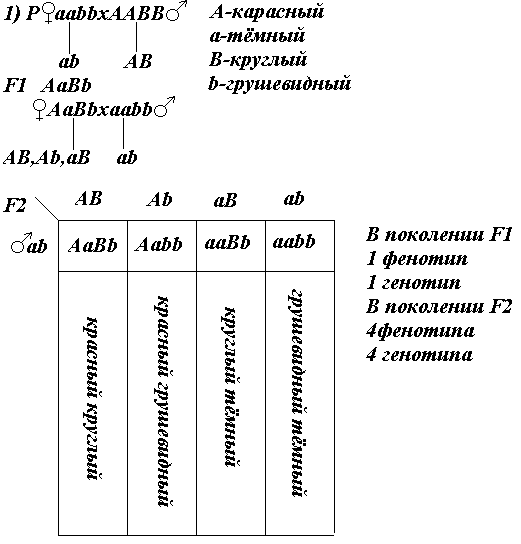 1) P♀aabbxAABB♂
ab AB
F1 AaBb
♀AaBbxaabb♂
AB,Ab,aB ab
А-карасный
а-тёмный
В-круглый
b-грушевидный
F2 AB Ab aB ab
♂ab AaBb Aabb aaBb aabb
красный круглый
красный грушевидный
круглый тёмный
грушевидный тёмный
В поколении F1
1 фенотип
1 генотип
В поколении F2
4фенотипа
4 генотипа